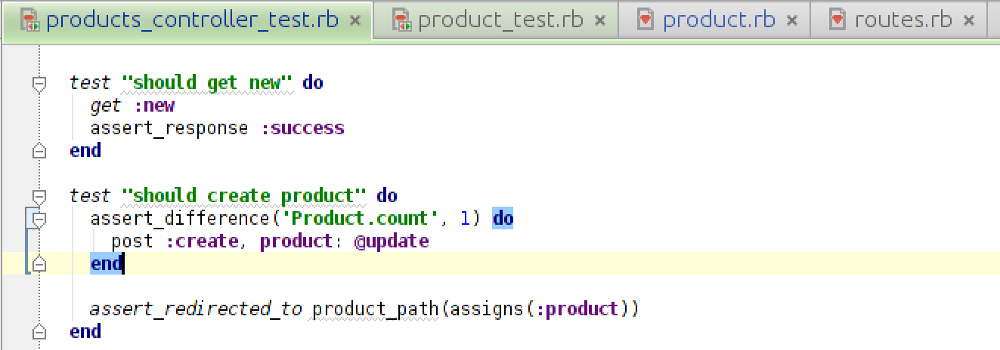 products_controller_test.rb × product_test.rb × product.rb × routes.rb ×
test "should get new" do
get :new
assert_response :success
end
test "should create product" do
assert_difference('Product.count', 1) do
post :create, product: @update
end
assert_redirected_to product_path(assigns(:product))
end